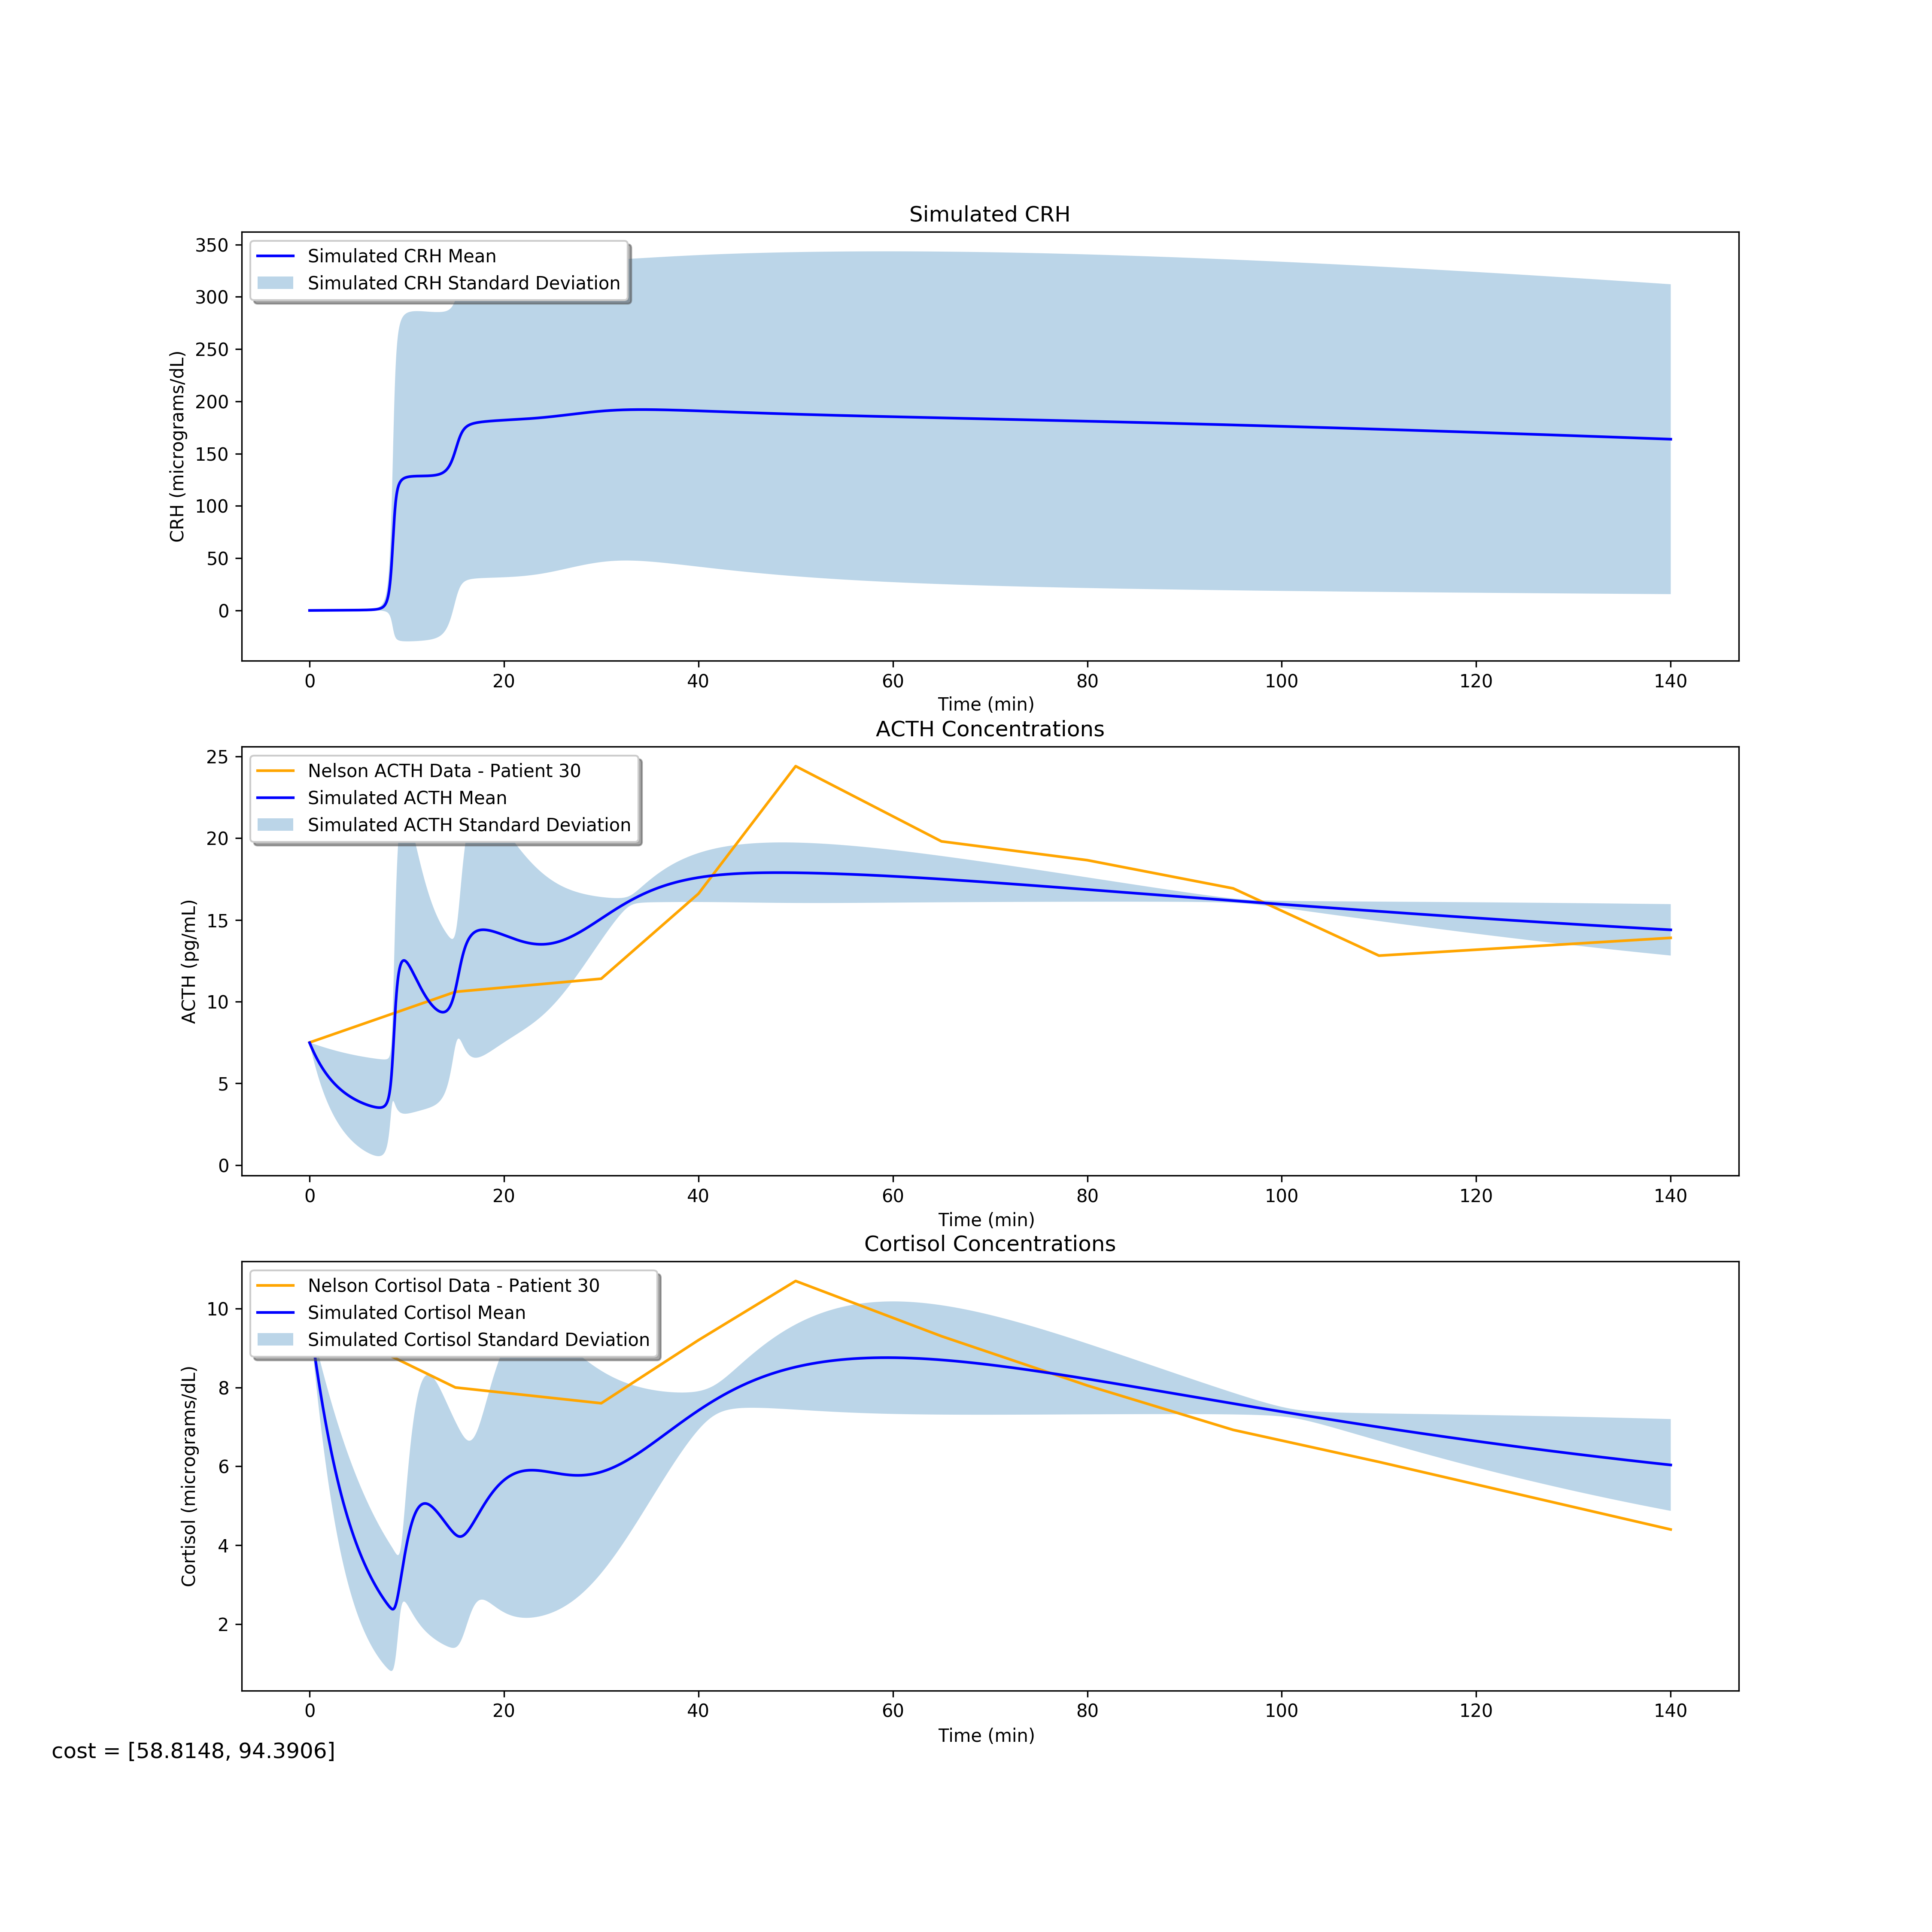 Simulated CRH
Simulated CRH Mean
Simulated CRH Standard Deviation
350
300
250
200
150
100
50
0
CRH (micrograms/dL)
0 20 40 60 80 100 120 140
Time (min)
ACTH Concentrations
Nelson ACTH Data - Patient 30
Simulated ACTH Mean
Simulated ACTH Standard Deviation
25
20
15
10
5
0
ACTH (pg/mL)
0 20 40 60 80 100 120 140
Time (min)
Cortisol Concentrations
Nelson Cortisol Data - Patient 30
Simulated Cortisol Mean
Simulated Cortisol Standard Deviation
10
8
6
4
2
Cortisol (micrograms/dL)
0 20 40 60 80 100 120 140
Time (min)
cost = [58.8148, 94.3906]